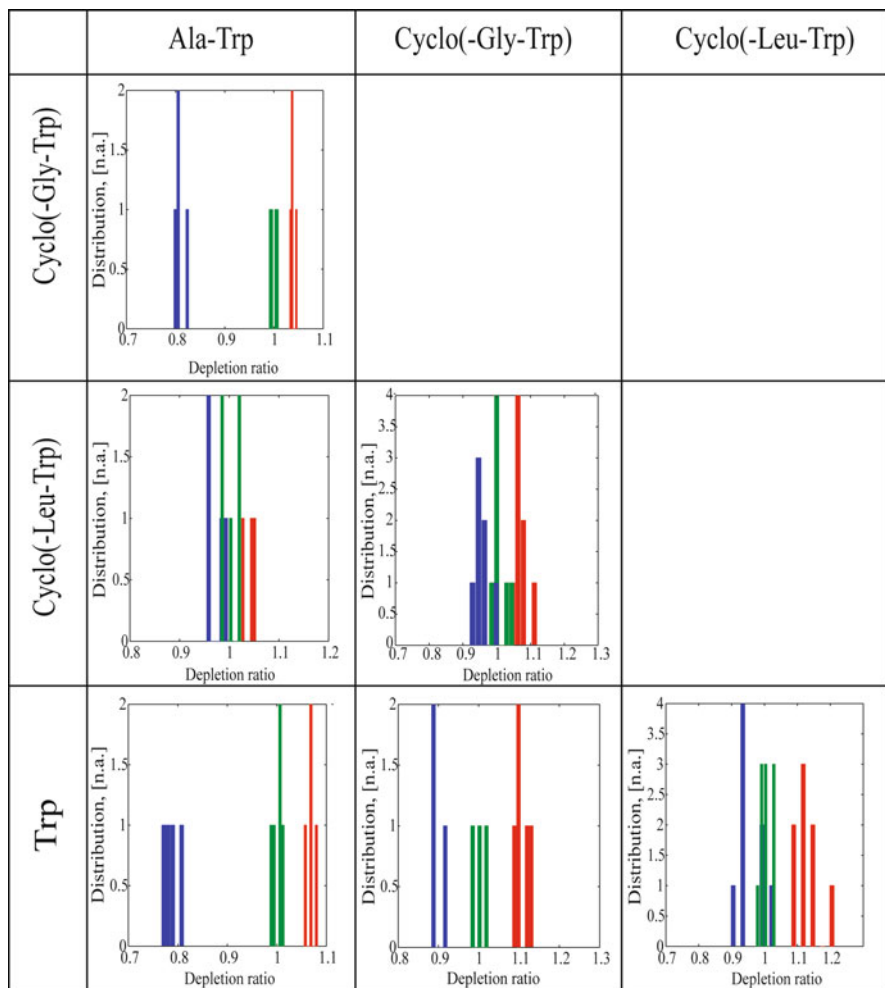 Ala-Trp
Cyclo(-Gly-Trp)
Cyclo(-Leu-Trp)
Cyclo(-Gly-Trp)
Distribution, [n.a.]
2
1.5
1
0.5
0
0.7 0.8 0.9 1 1.1
Depletion ratio
Cyclo(-Leu-Trp)
Distribution, [n.a.]
2
1.5
1
0.5
0
0.8 0.9 1 1.1 1.2
Depletion ratio
Distribution, [n.a.]
4
3.5
3
2.5
2
1.5
1
0.5
0
0.7 0.8 0.9 1 1.1 1.2 1.3
Depletion ratio
Trp
Distribution, [n.a.]
2
1.5
1
0.5
0
0.7 0.8 0.9 1 1.1
Depletion ratio
Distribution, [n.a.]
2
1.5
1
0.5
0
0.8 0.9 1 1.1 1.2 1.3
Depletion ratio
Distribution, [n.a.]
4
3.5
3
2.5
2
1.5
1
0.5
0
0.8 0.9 1 1.1 1.2
Depletion ratio